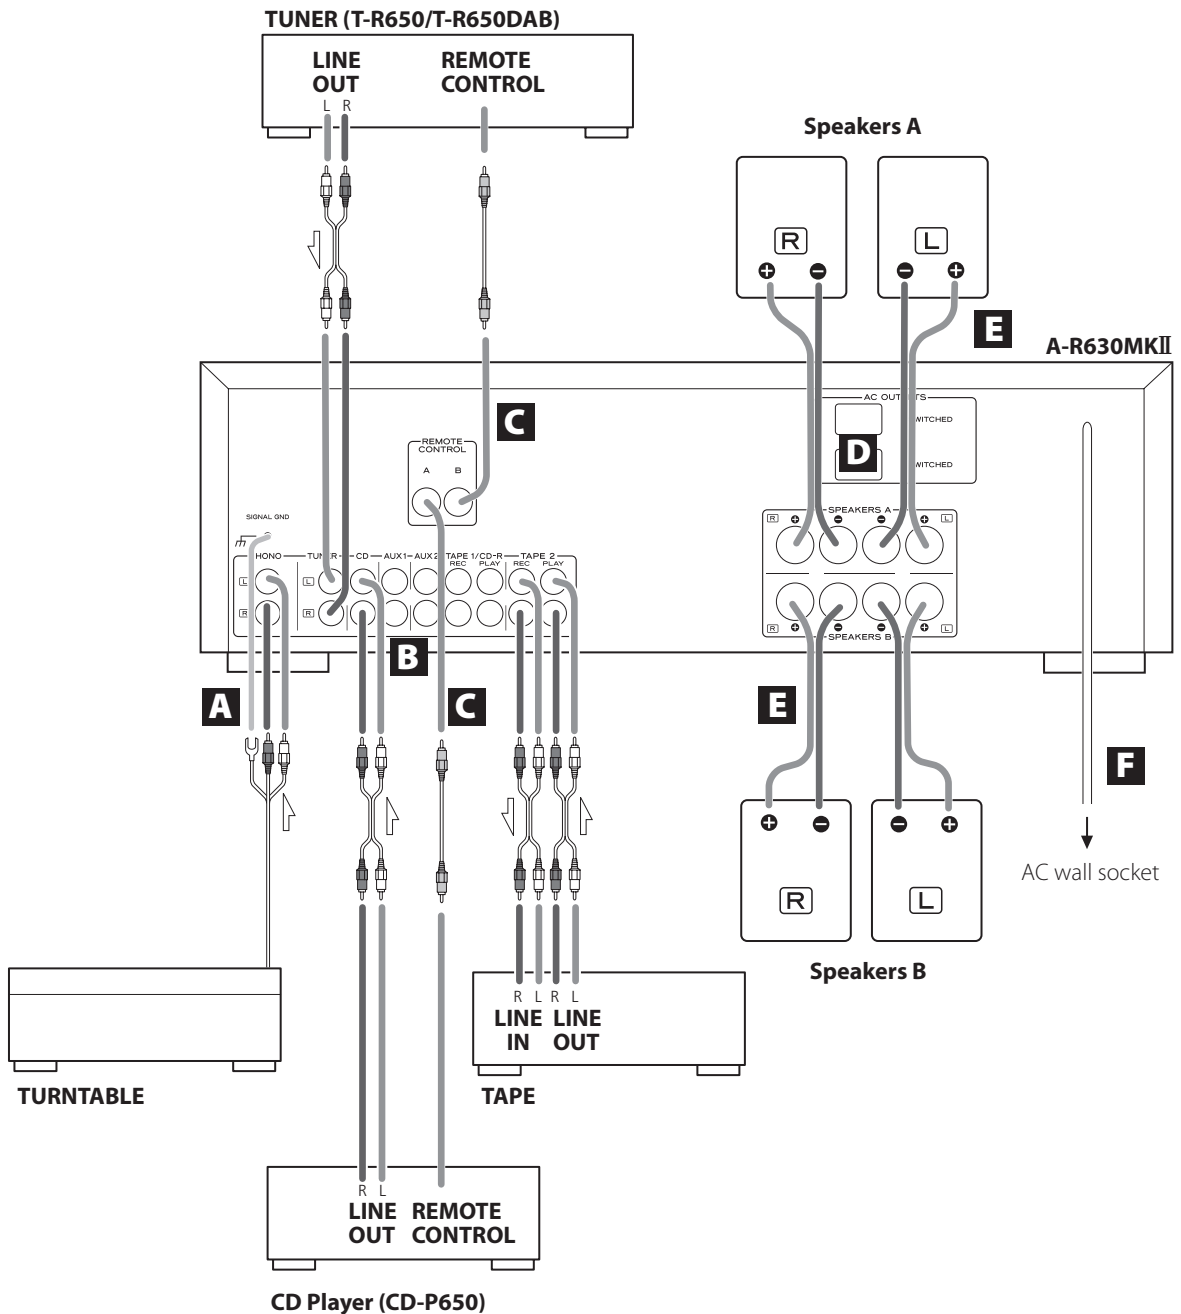 TUNER (T-R650/T-R650DAB)
LINE OUT
REMOTE CONTROL
L R
Speakers A
R
L
E
A-R630MKⅡ
C
REMOTE CONTROL
A B
AC OUTLETS
WITCHED
D
WITCHED
SIGNAL GND
SPEAKERS A
R
L
HONO
TUNER
CD
AUX1
AUX2
TAPE 1/CD-R
REC PLAY
TAPE 2
REC PLAY
L
R
L
R
R
SPEAKERS B
L
B
A
C
E
F
AC wall socket
R
L
Speakers B
R L R L
LINE IN
LINE OUT
TURNTABLE
TAPE
R L
LINE OUT
REMOTE CONTROL
CD Player (CD-P650)